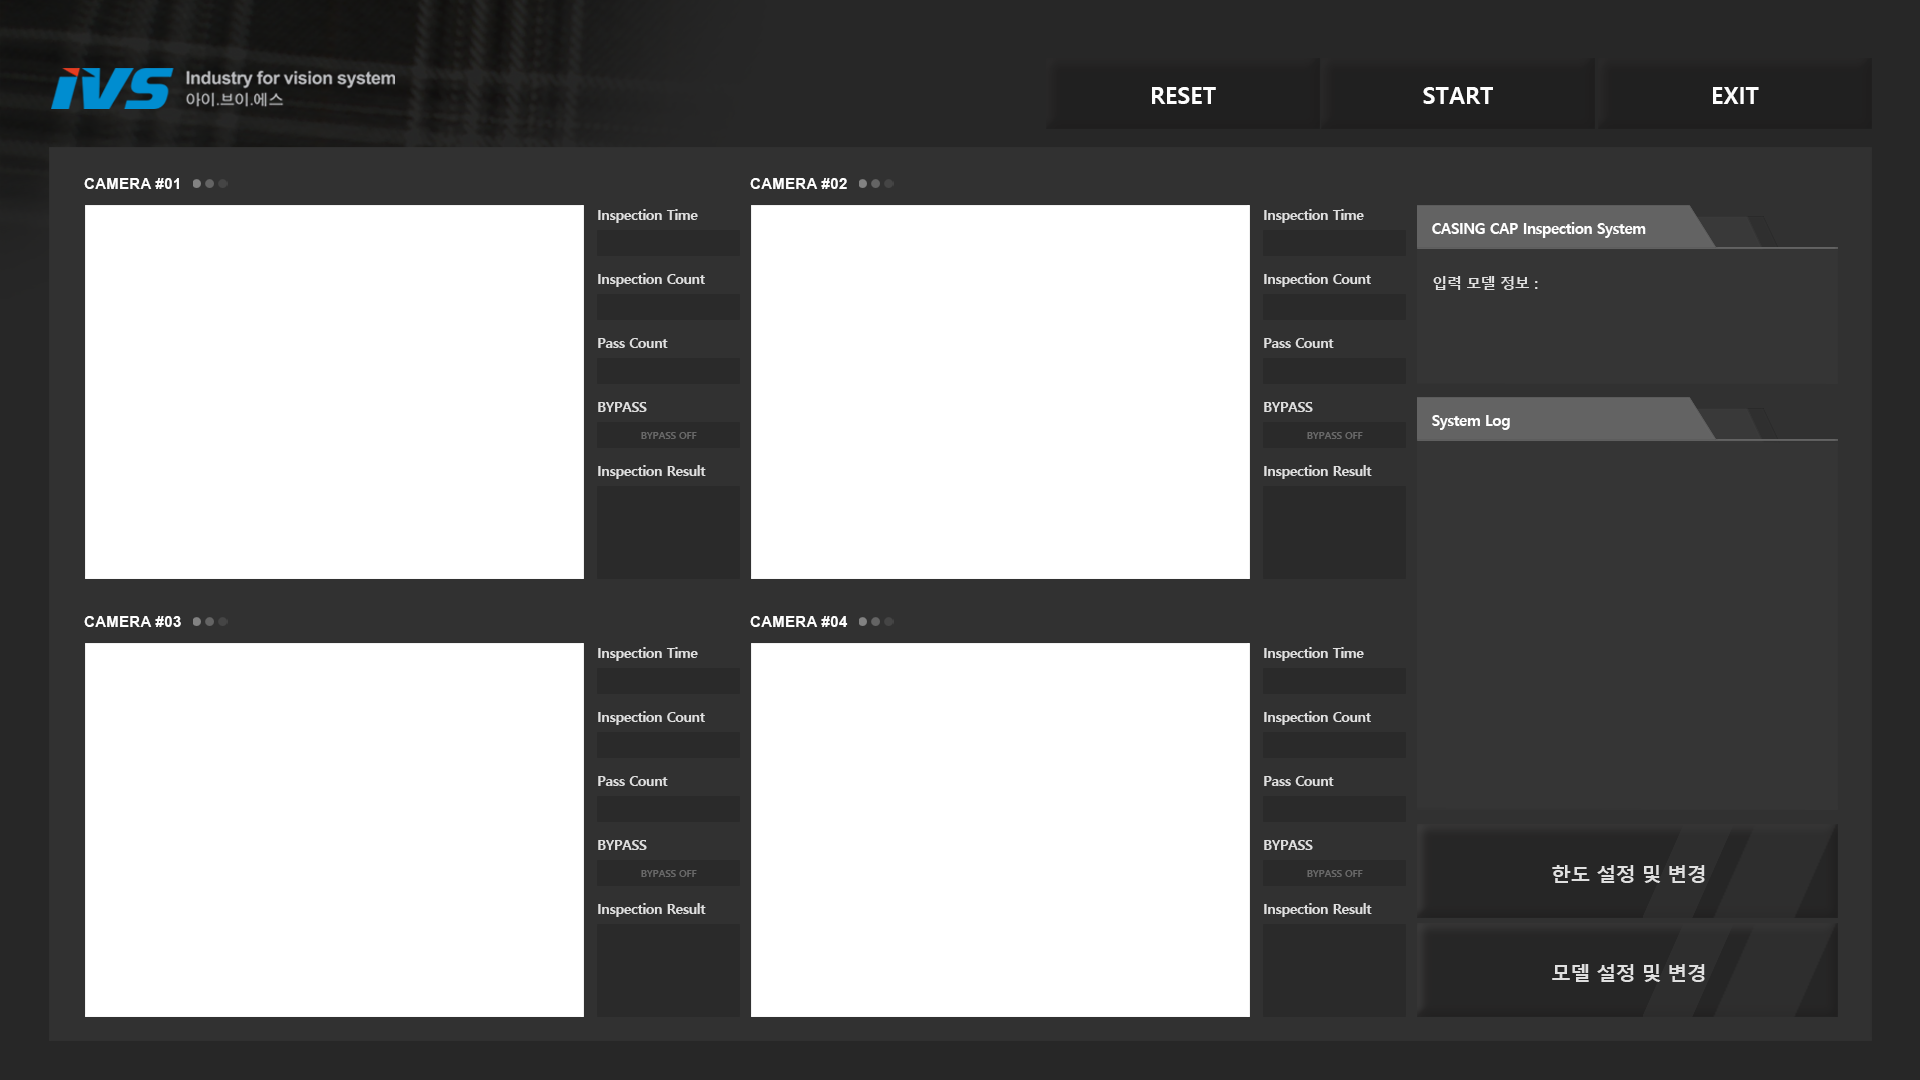 iVS Industry for vision system
아이.브이.에스
RESET
START
EXIT
CAMERA #01
Inspection Time
Inspection Count
Pass Count
BYPASS
BYPASS OFF
Inspection Result
CAMERA #02
Inspection Time
Inspection Count
Pass Count
BYPASS
BYPASS OFF
Inspection Result
CASING CAP Inspection System
입력 모델 정보 :
System Log
CAMERA #03
Inspection Time
Inspection Count
Pass Count
BYPASS
BYPASS OFF
Inspection Result
CAMERA #04
Inspection Time
Inspection Count
Pass Count
BYPASS
BYPASS OFF
Inspection Result
한도 설정 및 변경
모델 설정 및 변경